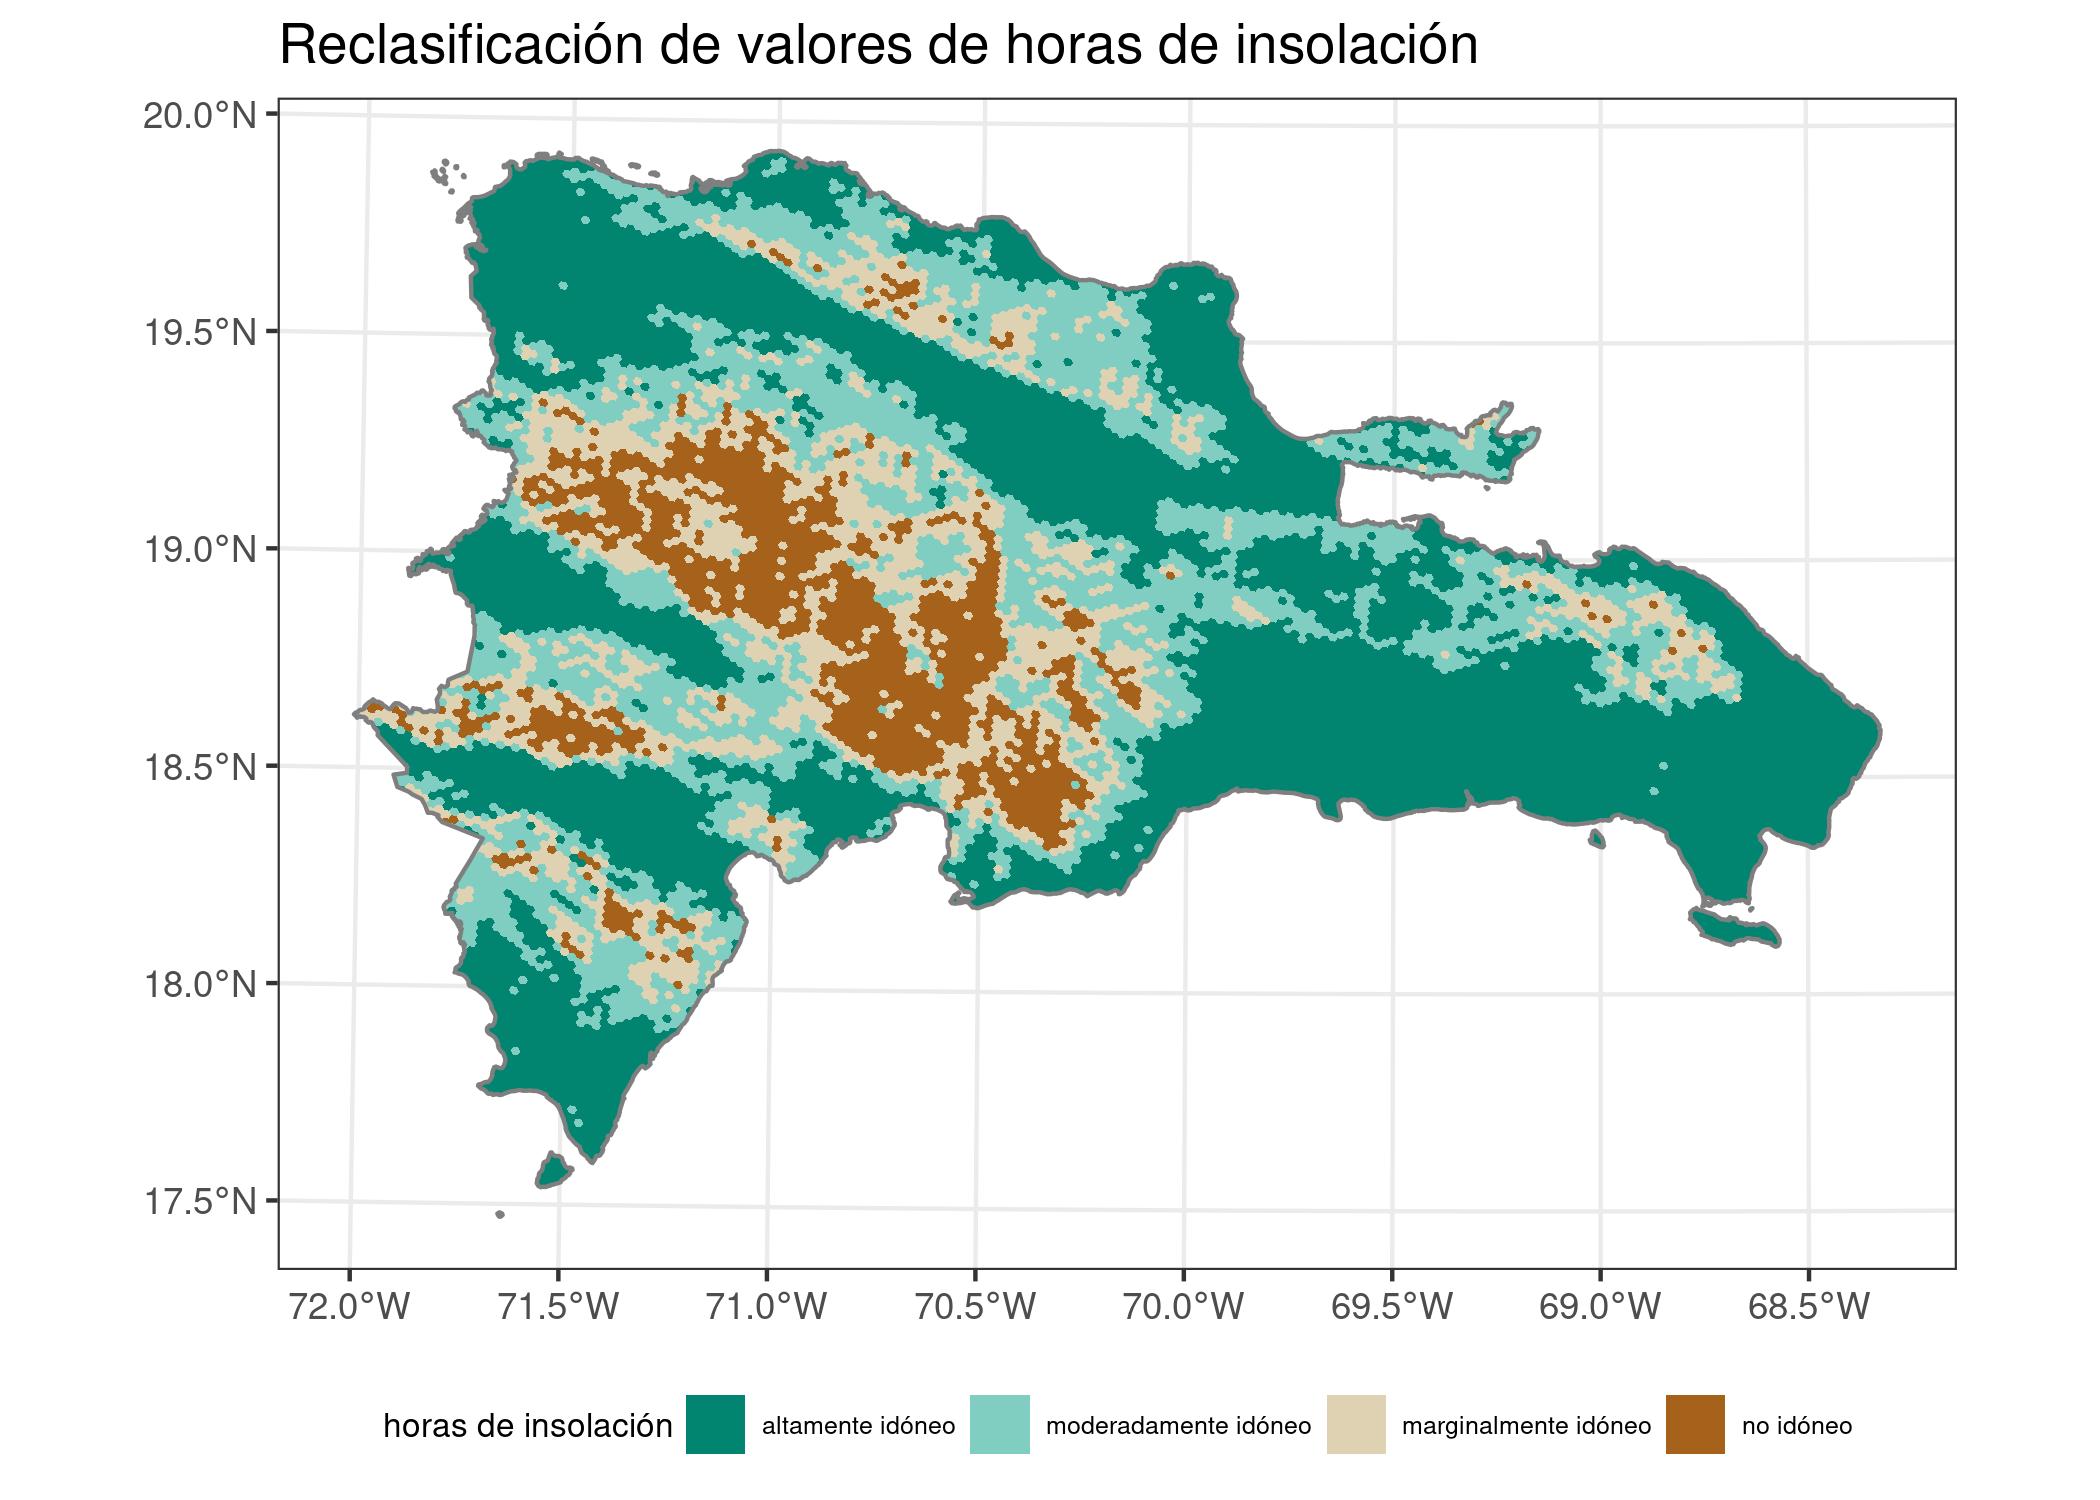 Reclasificación de valores de horas de insolación
20.0°N
19.5°N
19.0°N
18.5°N
18.0°N
17.5°N
72.0°W 71.5°W 71.0°W 70.5°W 70.0°W 69.5°W 69.0°W 68.5°W
horas de insolación altamente idóneo moderadamente idóneo marginalmente idóneo no idóneo